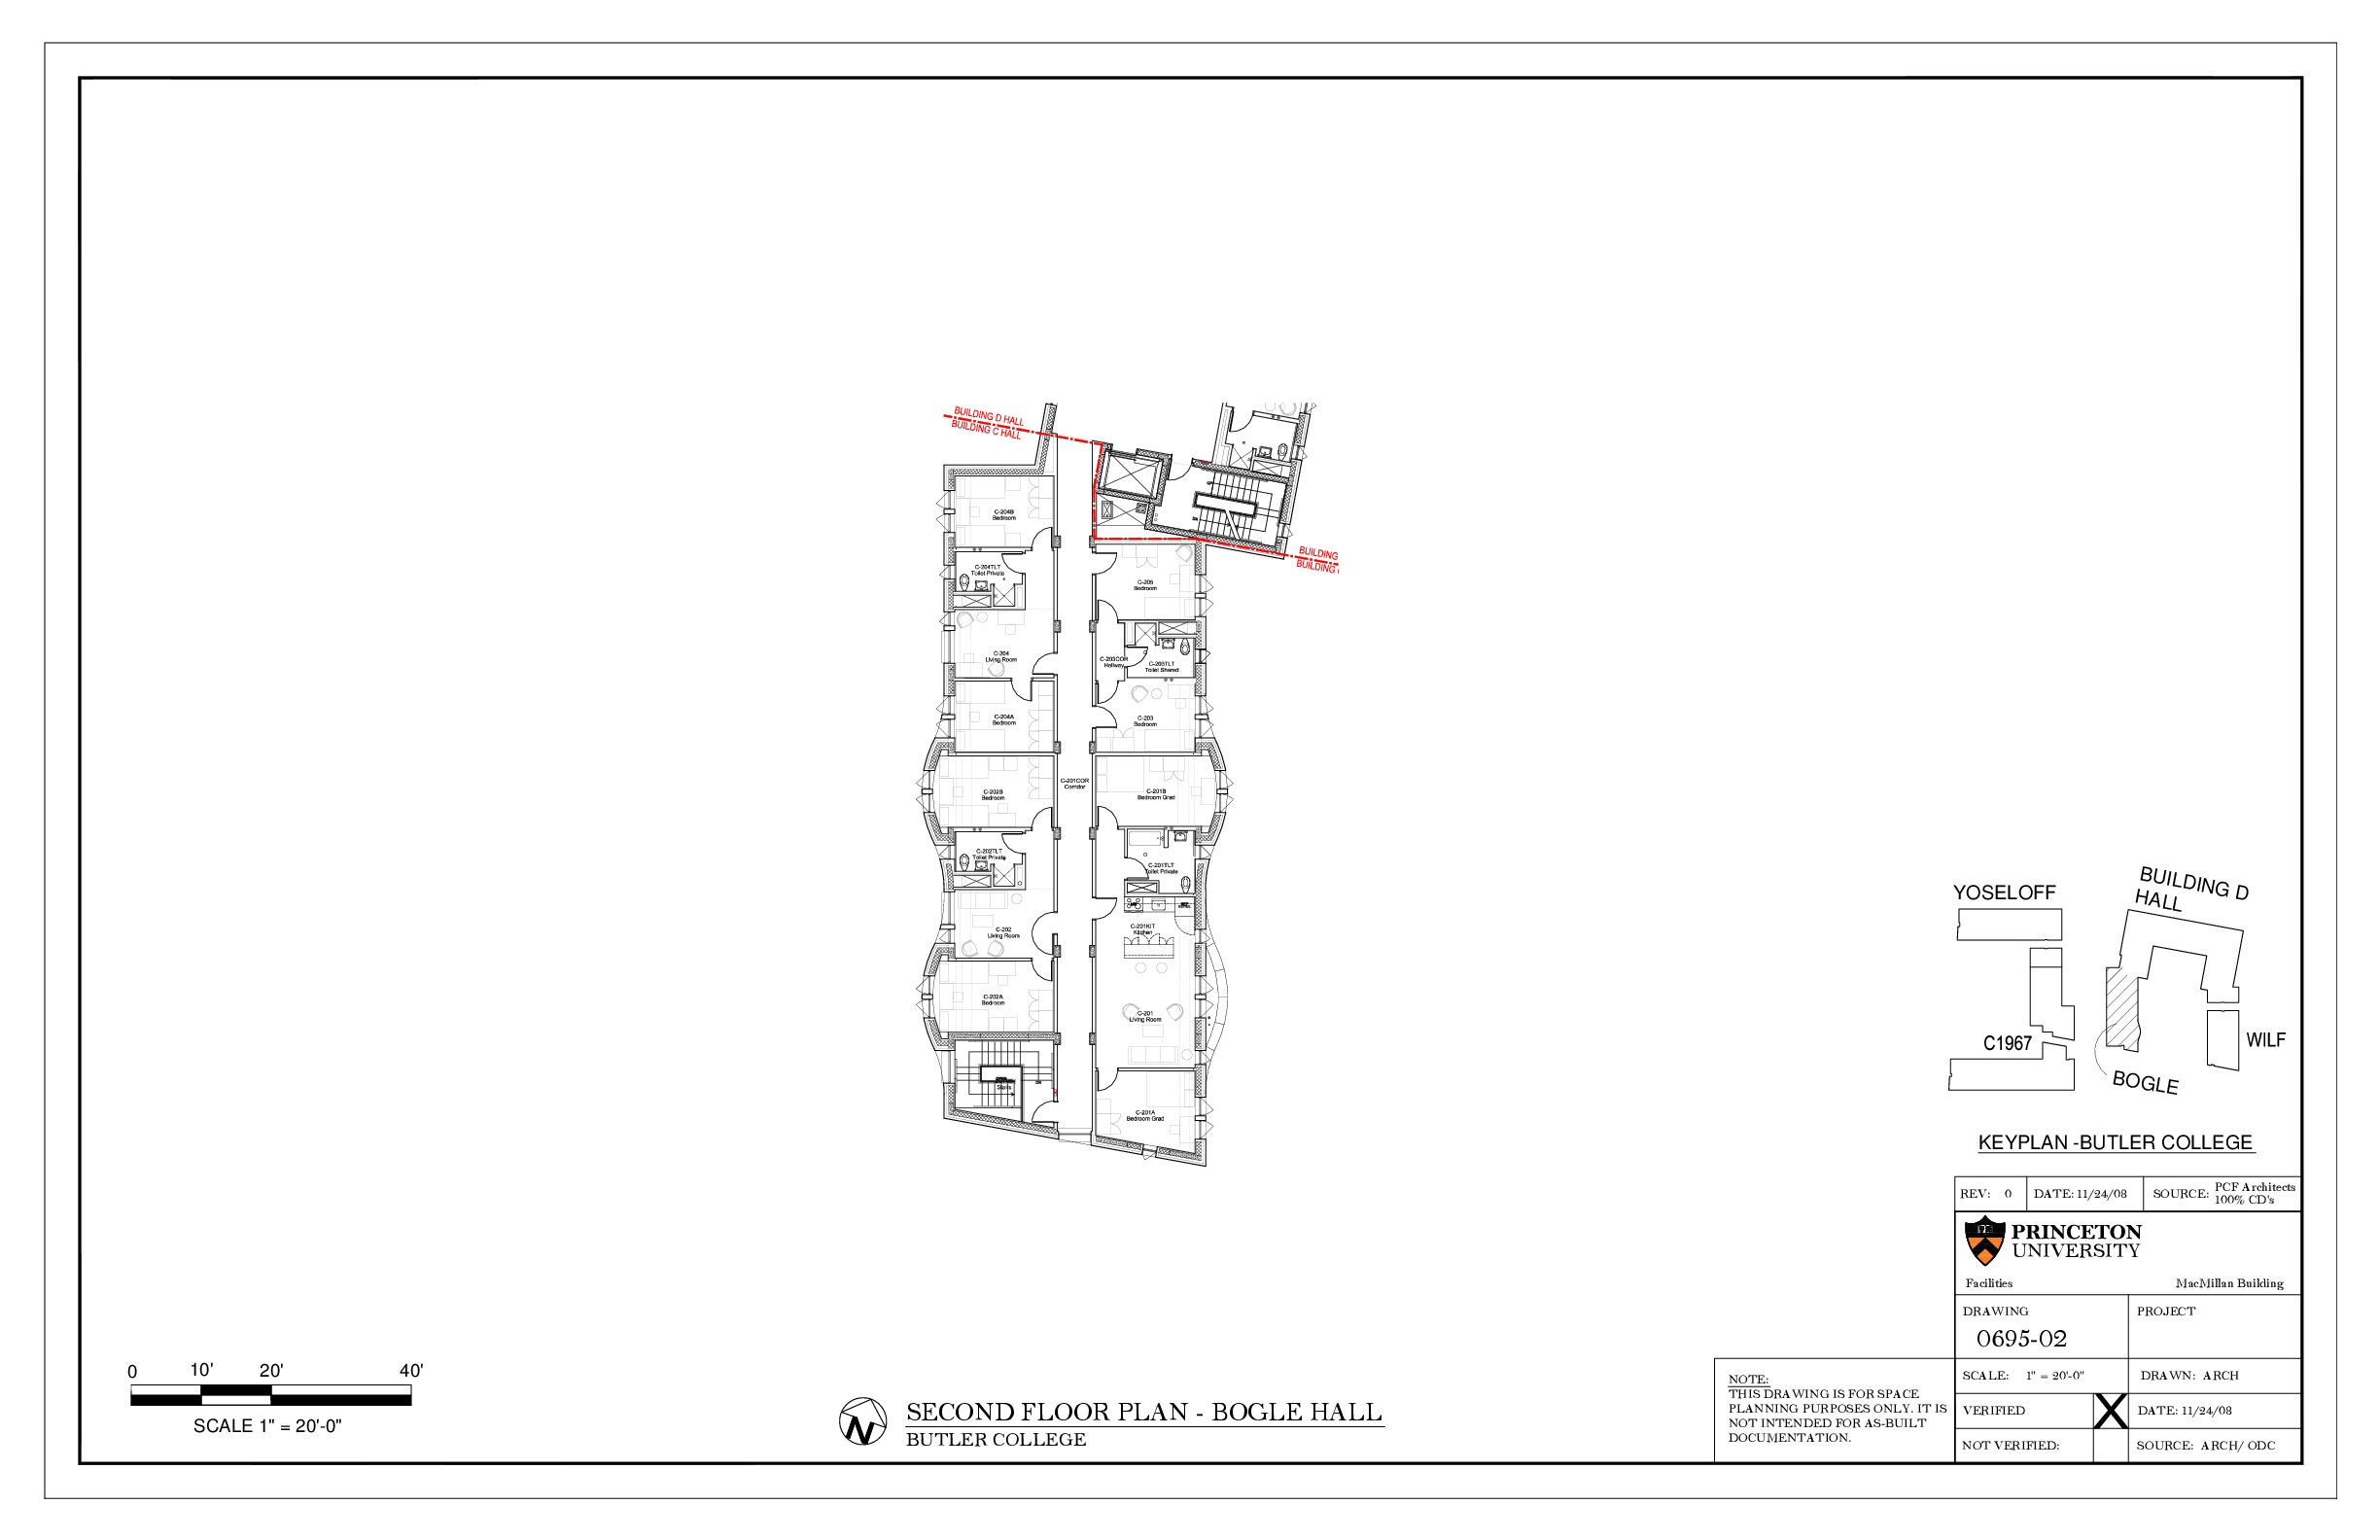 BUILDING D HALL
BUILDING C HALL
BUILDING
BUILDING
C-204B
Bedroom
C-204TLT
Toilet Private
C-205
Bedroom
C-204
Living Room
C-203COR
Hallway
C-203TLT
Toilet Shared
C-204A
Bedroom
C-203
Bedroom
C-201COR
Corridor
C-202B
Bedroom
C-201B
Bedroom Grad
C-202TLT
Toilet Private
C-201TLT
Toilet Private
C-202
Living Room
C-201KIT
Kitchen
C-202A
Bedroom
C-201
Living Room
Stairs
C-201A
Bedroom Grad
YOSELOFF
BUILDING D
HALL
C1967
WILF
BOGLE
KEYPLAN -BUTLER COLLEGE
REV: 0
DATE: 11/24/08
SOURCE: PCF Architects
100% CD's
PRINCETON
UNIVERSITY
Facilities
MacMillan Building
DRAWING
0695-02
PROJECT
SCALE: 1" = 20'-0"
DRAWN: ARCH
VERIFIED
X
DATE: 11/24/08
NOT VERIFIED:
SOURCE: ARCH/ ODC
NOTE:
THIS DRAWING IS FOR SPACE
PLANNING PURPOSES ONLY. IT IS
NOT INTENDED FOR AS-BUILT
DOCUMENTATION.
0 10' 20' 40'
SCALE 1" = 20'-0"
N
SECOND FLOOR PLAN - BOGLE HALL
BUTLER COLLEGE